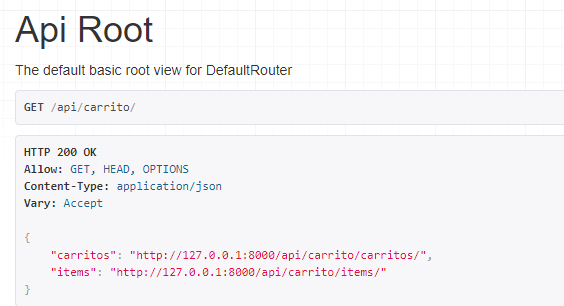 Api Root
The default basic root view for DefaultRouter
GET /api/carrito/
HTTP 200 OK
Allow: GET, HEAD, OPTIONS
Content-Type: application/json
Vary: Accept
{
    "carritos": "http://127.0.0.1:8000/api/carrito/carritos/",
    "items": "http://127.0.0.1:8000/api/carrito/items/"
}